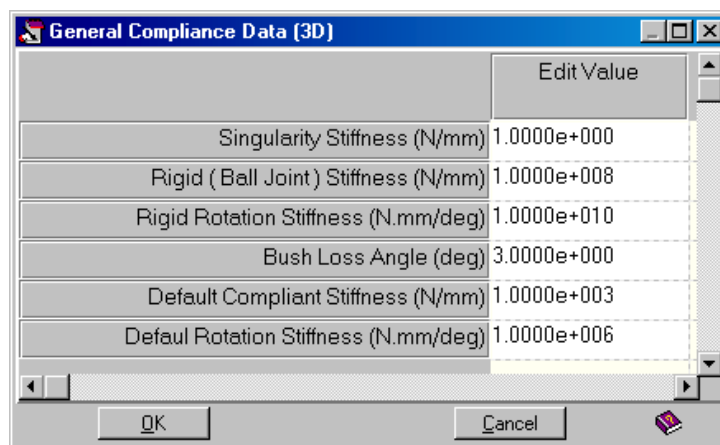 General Compliance Data (3D)
Edit Value
Singularity Stiffness (N/mm) 1.0000e+000
Rigid ( Ball Joint ) Stiffness (N/mm) 1.0000e+008
Rigid Rotation Stiffness (N.mm/deg) 1.0000e+010
Bush Loss Angle (deg) 3.0000e+000
Default Compliant Stiffness (N/mm) 1.0000e+003
Defaul Rotation Stiffness (N.mm/deg) 1.0000e+006
OK Cancel